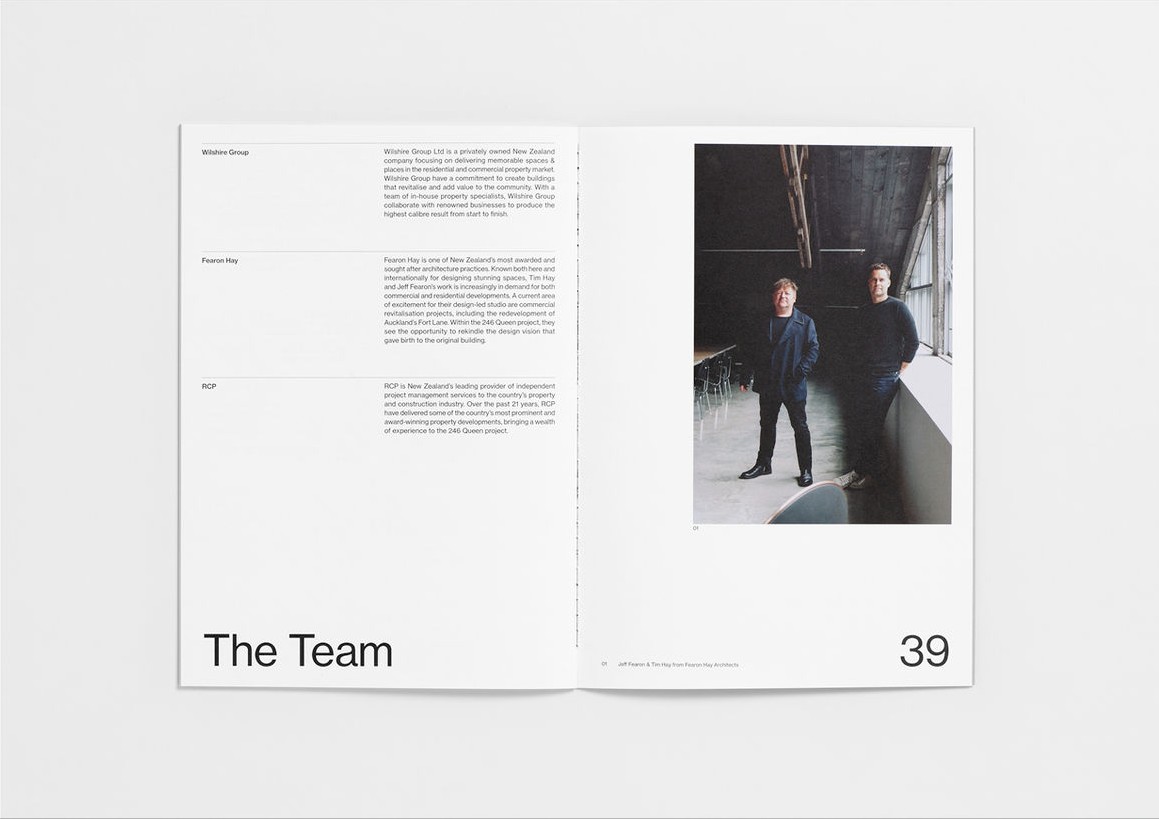 Wilshire Group
Wilshire Group Ltd is a privately owned New Zealand
company focusing on delivering memorable spaces &
places in the residential and commercial property market.
Wilshire Group have a commitment to create buildings
that revitalise and add value to the community. With a
team of in-house property specialists, Wilshire Group
collaborate with renowned businesses to produce the
highest calibre result from start to finish.
Fearon Hay
Fearon Hay is one of New Zealand's most awarded and
sought after architecture practices. Known both here and
internationally for designing stunning spaces, Tim Hay
and Jeff Fearon's work is increasingly in demand for both
commercial and residential developments. A current area
of excitement for their design-led studio are commercial
revitalisation projects, including the redevelopment of
Auckland's Fort Lane. Within the 246 Queen project, they
see the opportunity to rekindle the design vision that
gave birth to the original building.
RCP
RCP is New Zealand's leading provider of independent
project management services to the country's property
and construction industry. Over the past 21 years, RCP
have delivered some of the country's most prominent and
award-winning property developments, bringing a wealth
of experience to the 246 Queen project.
The Team
01
01 Jeff Fearon & Tim Hay from Fearon Hay Architects
39